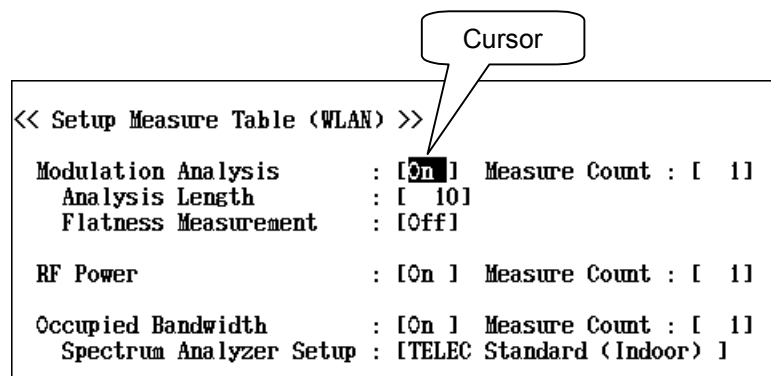 Cursor
<< Setup Measure Table (WLAN) >>
Modulation Analysis : [On ] Measure Count : [ 1]
Analysis Length : [ 10]
Flatness Measurement : [Off]
RF Power : [On ] Measure Count : [ 1]
Occupied Bandwidth : [On ] Measure Count : [ 1]
Spectrum Analyzer Setup : [TELEC Standard (Indoor) ]